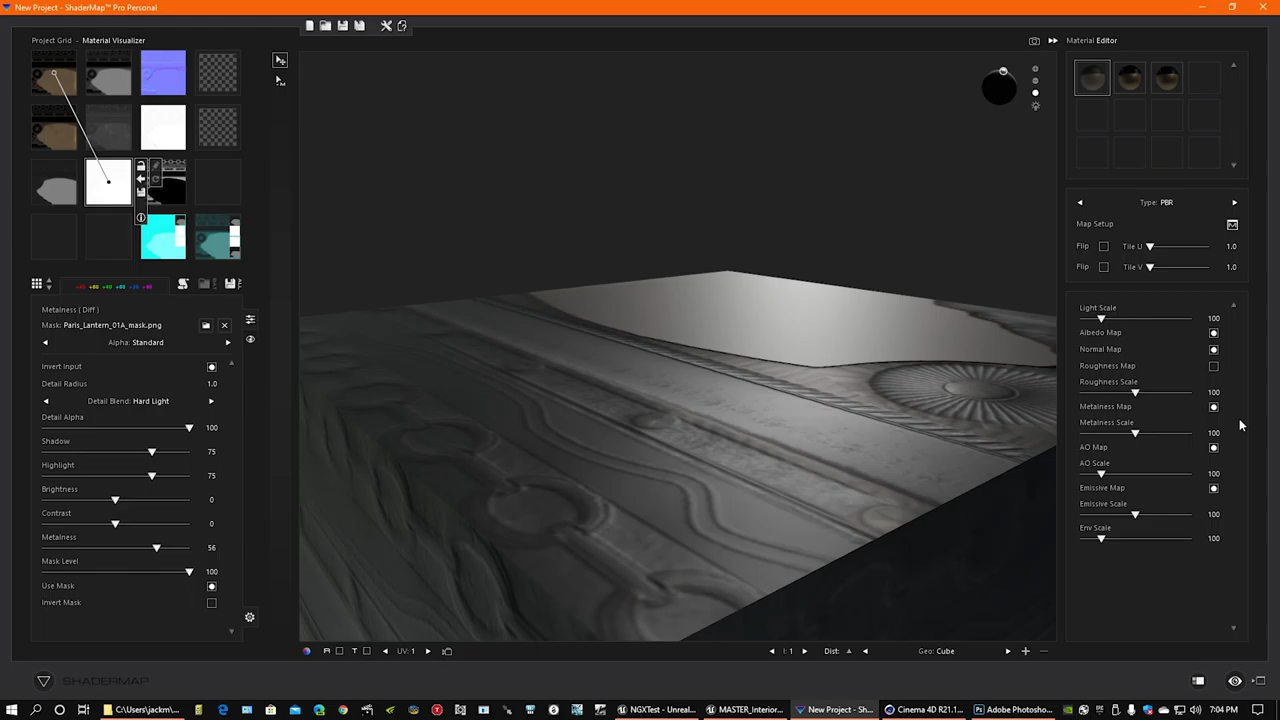 New Project - ShaderMap™ Pro Personal
Project Grid - Material Visualizer
Material Editor
Type: PBR
Map Setup
Flip Tile U 1.0
Flip Tile V 1.0
Metalness ( Diff )
Mask: Paris_Lantern_01A_mask.png
Alpha: Standard
Invert Input
Detail Radius 1.0
Detail Blend: Hard Light
Detail Alpha
100
Shadow
75
Highlight
75
Brightness
0
Contrast
0
Metalness
56
Mask Level
100
Use Mask
Invert Mask
Light Scale
100
Albedo Map
Normal Map
Roughness Map
Roughness Scale
100
Metalness Map
Metalness Scale
100
AO Map
AO Scale
100
Emissive Map
Emissive Scale
100
Env Scale
100
T UV: 1 I: 1 Dist: Geo: Cube
SHADERMAP
C:\Users\jackm... NGXTest - Unreal... MASTER_Interior... New Project - Sh... Cinema 4D R21.1... Adobe Photosho... 7:04 PM